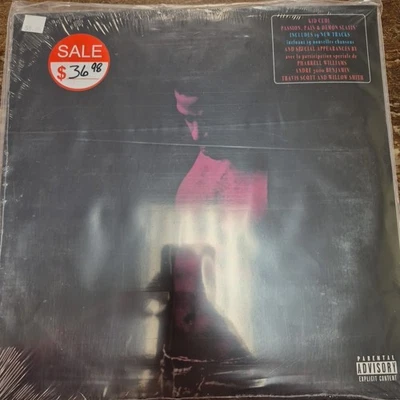 SALE
$36.98
KID CUDI
PASSION, PAIN & DEMON SLAYIN'
INCLUDES 19 NEW TRACKS
incluant 19 nouvelles chansons
AND SPECIAL APPEARANCES BY
avec la participation spéciale de
PHARRELL WILLIAMS
ANDRÉ 3000 BENJAMIN
TRAVIS SCOTT AND WILLOW SMITH
PARENTAL
ADVISORY
EXPLICIT CONTENT